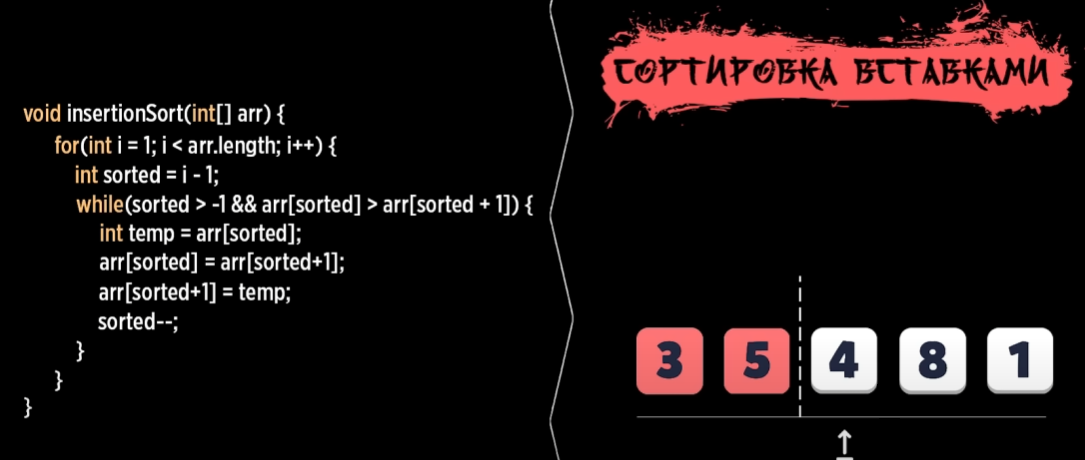 void insertionSort(int[] arr) {
for(int i = 1; i < arr.length; i++) {
int sorted = i - 1;
while(sorted > -1 && arr[sorted] > arr[sorted + 1]) {
int temp = arr[sorted];
arr[sorted] = arr[sorted+1];
arr[sorted+1] = temp;
sorted--;
}
}
}
СОРТИРОВКА ВСТАВКАМИ
3 5 4 8 1